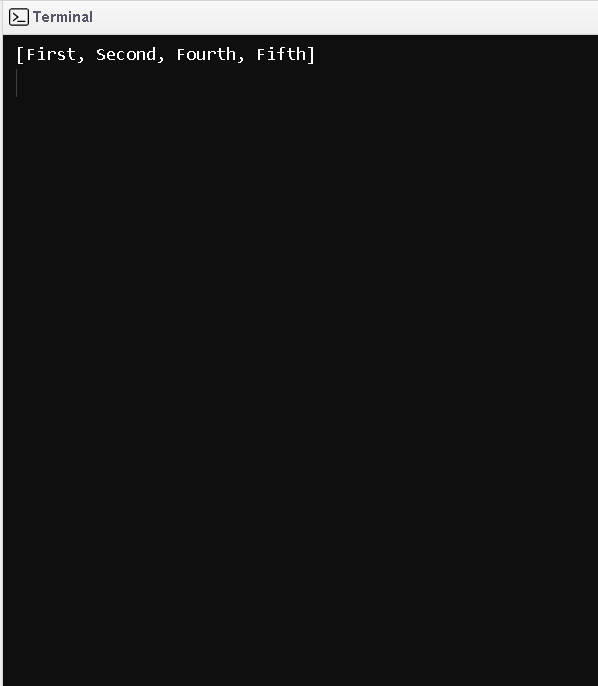 Terminal
[First, Second, Fourth, Fifth]